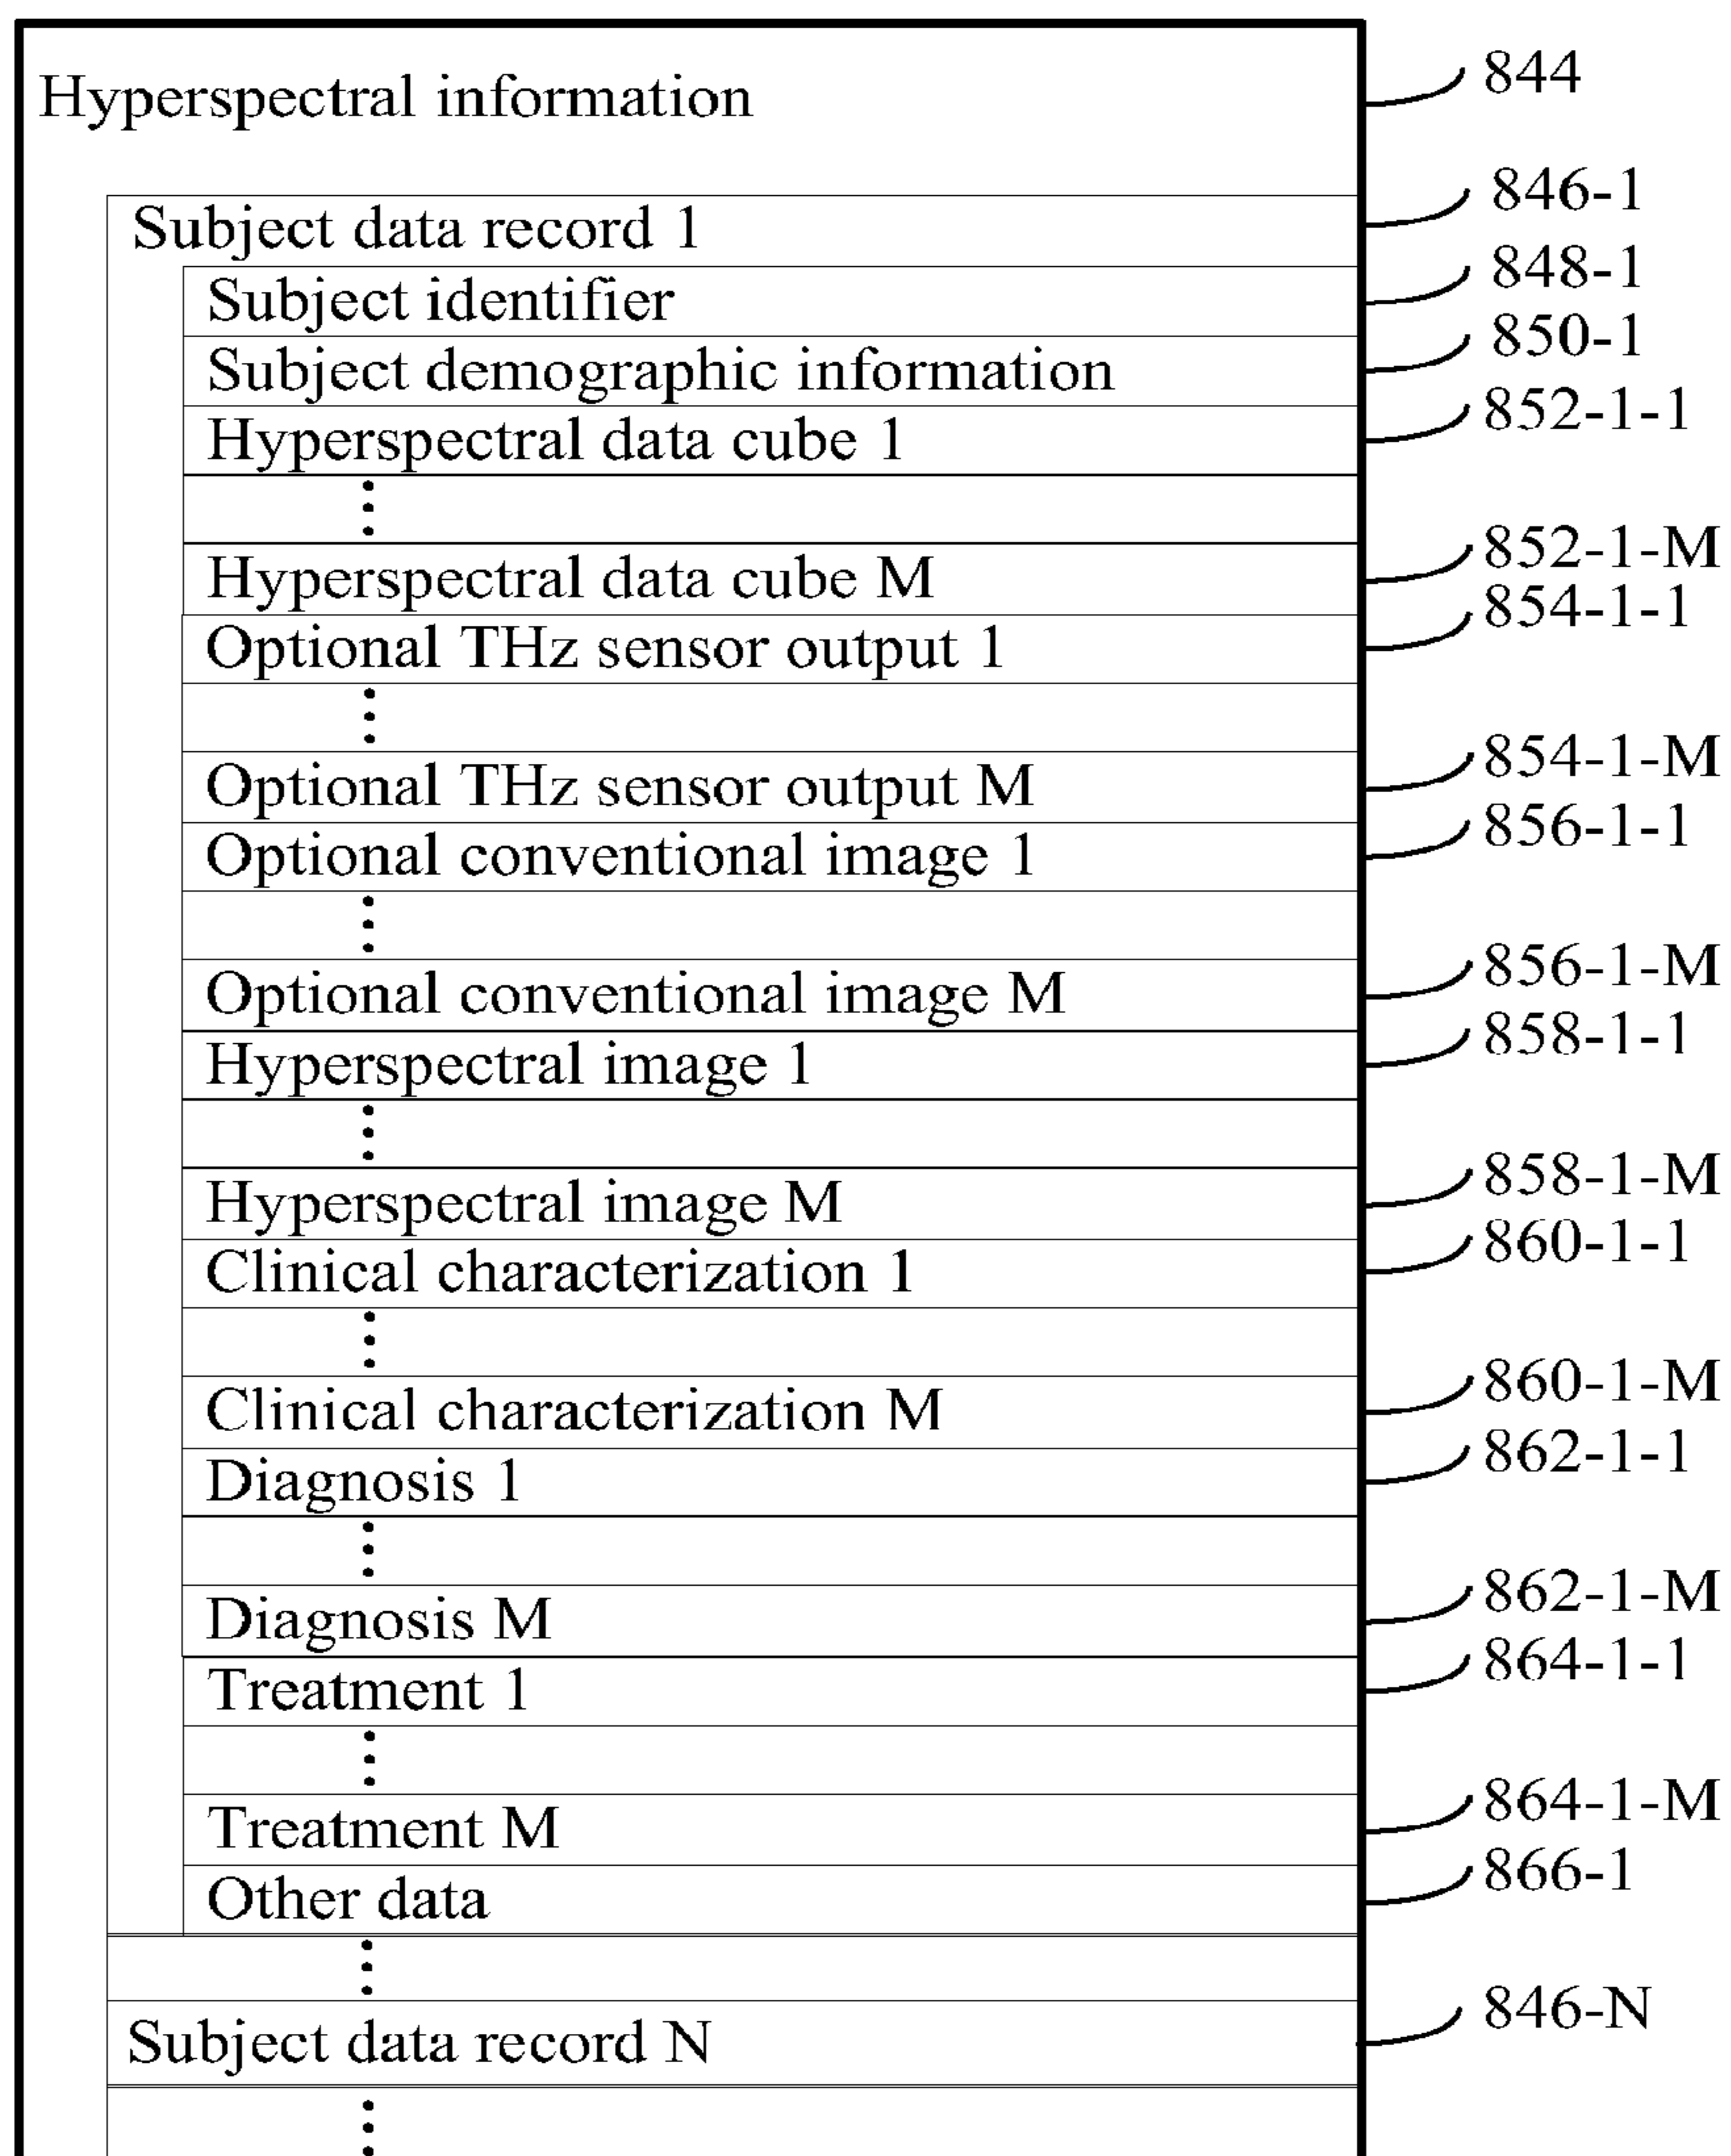 Hyperspectral information 844
Subject data record 1 846-1
Subject identifier 848-1
Subject demographic information 850-1
Hyperspectral data cube 1 852-1-1
Hyperspectral data cube M 852-1-M
Optional THz sensor output 1 854-1-1
Optional THz sensor output M 854-1-M
Optional conventional image 1 856-1-1
Optional conventional image M 856-1-M
Hyperspectral image 1 858-1-1
Hyperspectral image M 858-1-M
Clinical characterization 1 860-1-1
Clinical characterization M 860-1-M
Diagnosis 1 862-1-1
Diagnosis M 862-1-M
Treatment 1 864-1-1
Treatment M 864-1-M
Other data 866-1
Subject data record N 846-N